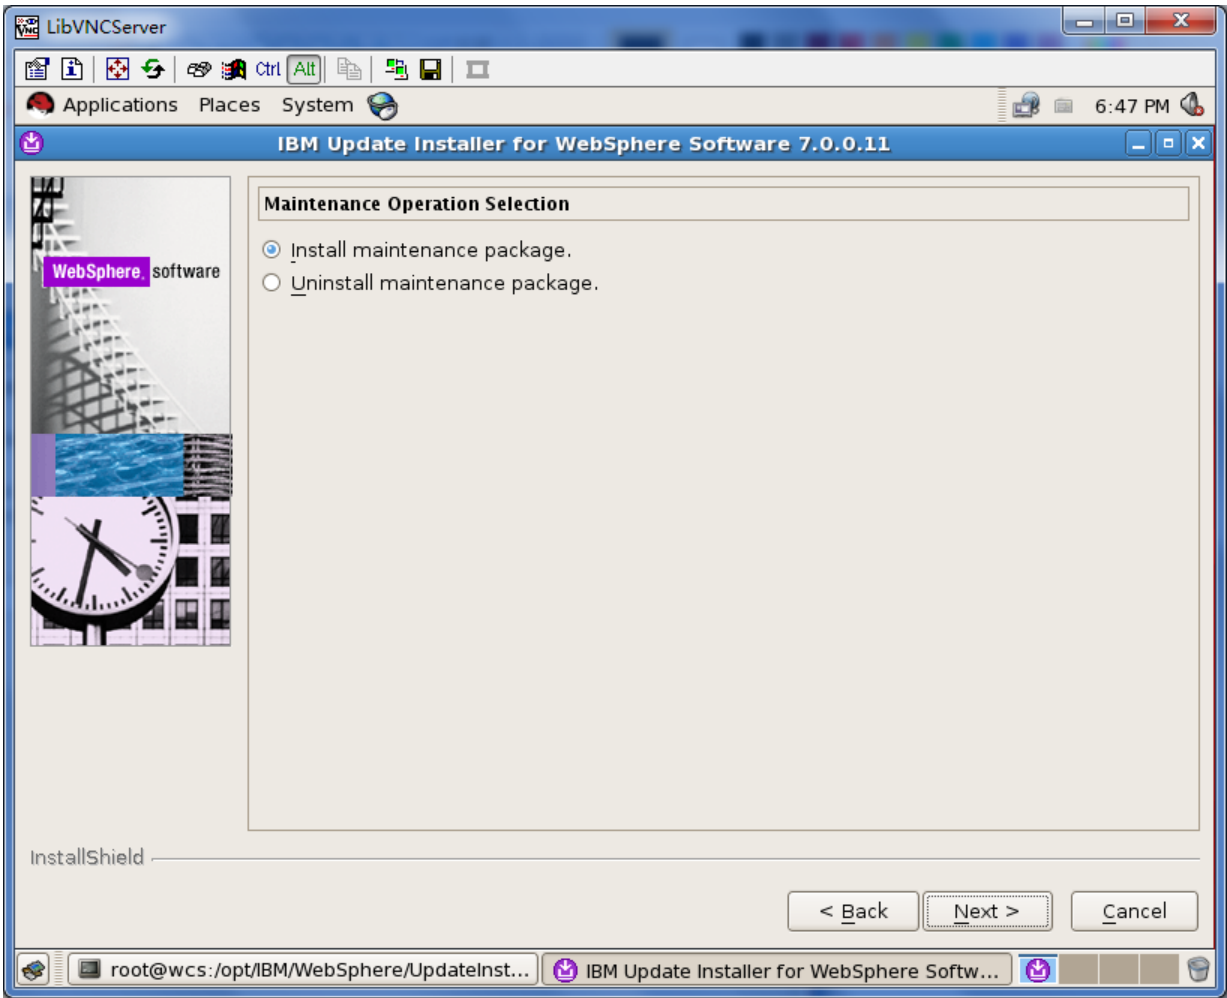 LibVNCServer
Ctrl Alt
Applications Places System 6:47 PM
IBM Update Installer for WebSphere Software 7.0.0.11
Maintenance Operation Selection
Install maintenance package.
Uninstall maintenance package.
WebSphere. software
InstallShield
< Back Next > Cancel
root@wcs:/opt/IBM/WebSphere/UpdateInst... IBM Update Installer for WebSphere Softw...